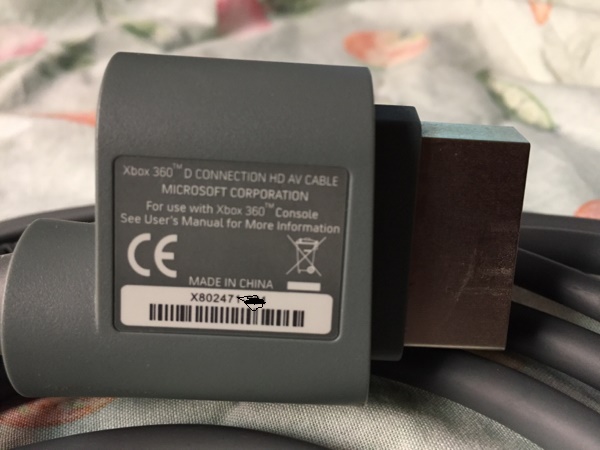 Xbox 360™ D CONNECTION HD AV CABLE
MICROSOFT CORPORATION
For use with Xbox 360™ Console
See User's Manual for More Information
CE
MADE IN CHINA
X802471